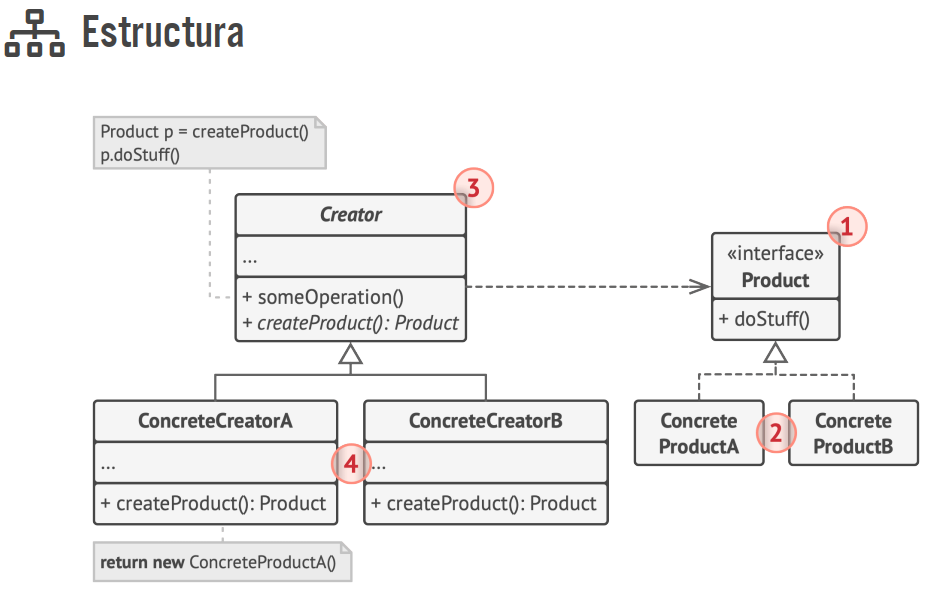 Estructura
Product p = createProduct()
p.doStuff()
3
Creator
...
+ someOperation()
+ createProduct(): Product
1
«interface»
Product
+ doStuff()
ConcreteCreatorA
...
+ createProduct(): Product
4
ConcreteCreatorB
...
+ createProduct(): Product
Concrete
ProductA
2
Concrete
ProductB
return new ConcreteProductA()